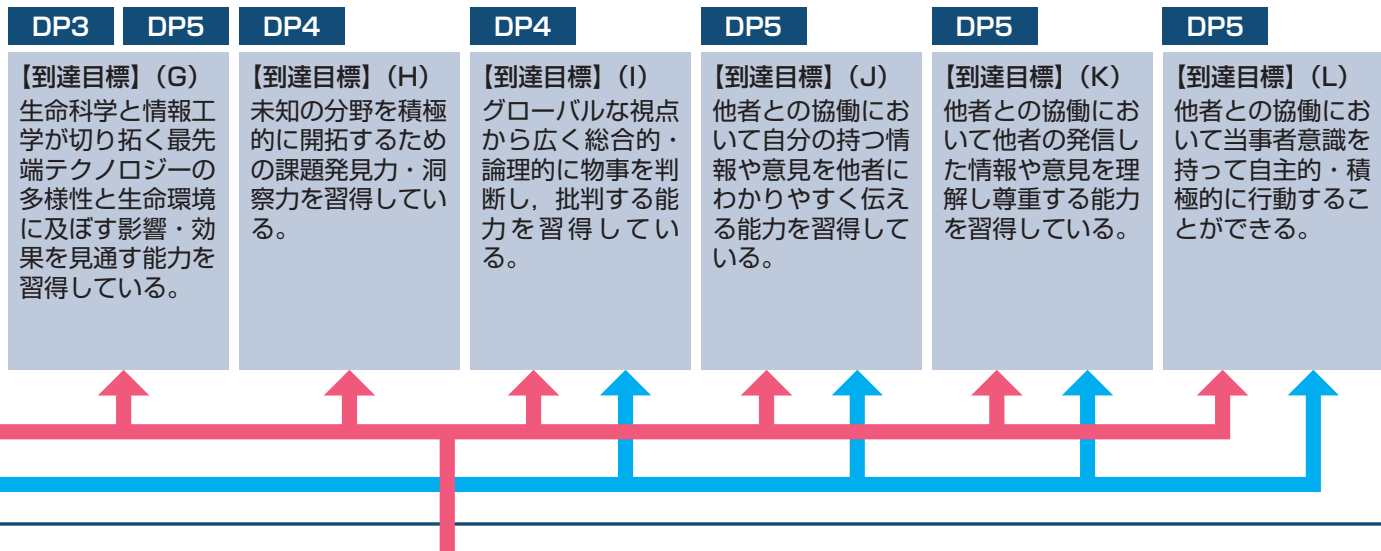 DP3 DP5
【到達目標】(G)
生命科学と情報工
学が切り拓く最先
端テクノロジーの
多様性と生命環境
に及ぼす影響・効
果を見通す能力を
習得している。
DP4
【到達目標】(H)
未知の分野を積極
的に開拓するため
の課題発見力・洞
察力を習得してい
る。
DP4
【到達目標】(I)
グローバルな視点
から広く総合的・
論理的に物事を判
断し，批判する能
力を習得してい
る。
DP5
【到達目標】(J)
他者との協働にお
いて自分の持つ情
報や意見を他者に
わかりやすく伝え
る能力を習得して
いる。
DP5
【到達目標】(K)
他者との協働にお
いて他者の発信し
た情報や意見を理
解し尊重する能力
を習得している。
DP5
【到達目標】(L)
他者との協働にお
いて当事者意識を
持って自主的・積
極的に行動するこ
とができる。